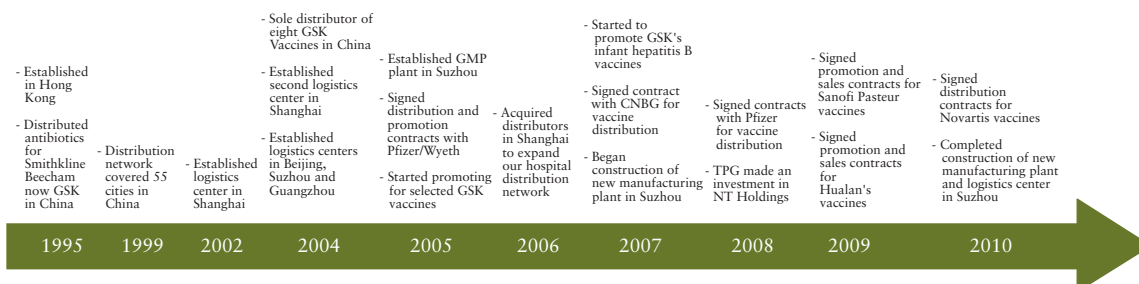 - Established
in Hong
Kong
- Distributed
antibiotics
for
Smithkline
Beecham
now GSK
in China
- Distribution
network
covered 55
cities in
China
- Established
logistics
center in
Shanghai
- Sole distributor of
eight GSK
Vaccines in China
- Established
second logistics
center in
Shanghai
- Established
logistics centers
in Beijing,
Suzhou and
Guangzhou
- Established GMP
plant in Suzhou
- Signed
distribution and
promotion
contracts with
Pfizer/Wyeth
- Started promoting
for selected GSK
vaccines
- Acquired
distributors
in Shanghai
to expand
our hospital
distribution
network
- Started to
promote GSK's
infant hepatitis B
vaccines
- Signed contract
with CNBG for
vaccine
distribution
- Began
construction of
new manufacturing
plant in Suzhou
- Signed contracts
with Pfizer
for vaccine
distribution
- TPG made an
investment in
NT Holdings
- Signed
promotion and
sales contracts for
Sanofi Pasteur
vaccines
- Signed
promotion and
sales contracts
for
Hualan's
vaccines
- Signed
distribution
contracts for
Novartis vaccines
- Completed
construction of new
manufacturing plant
and logistics center
in Suzhou
1995 1999 2002 2004 2005 2006 2007 2008 2009 2010